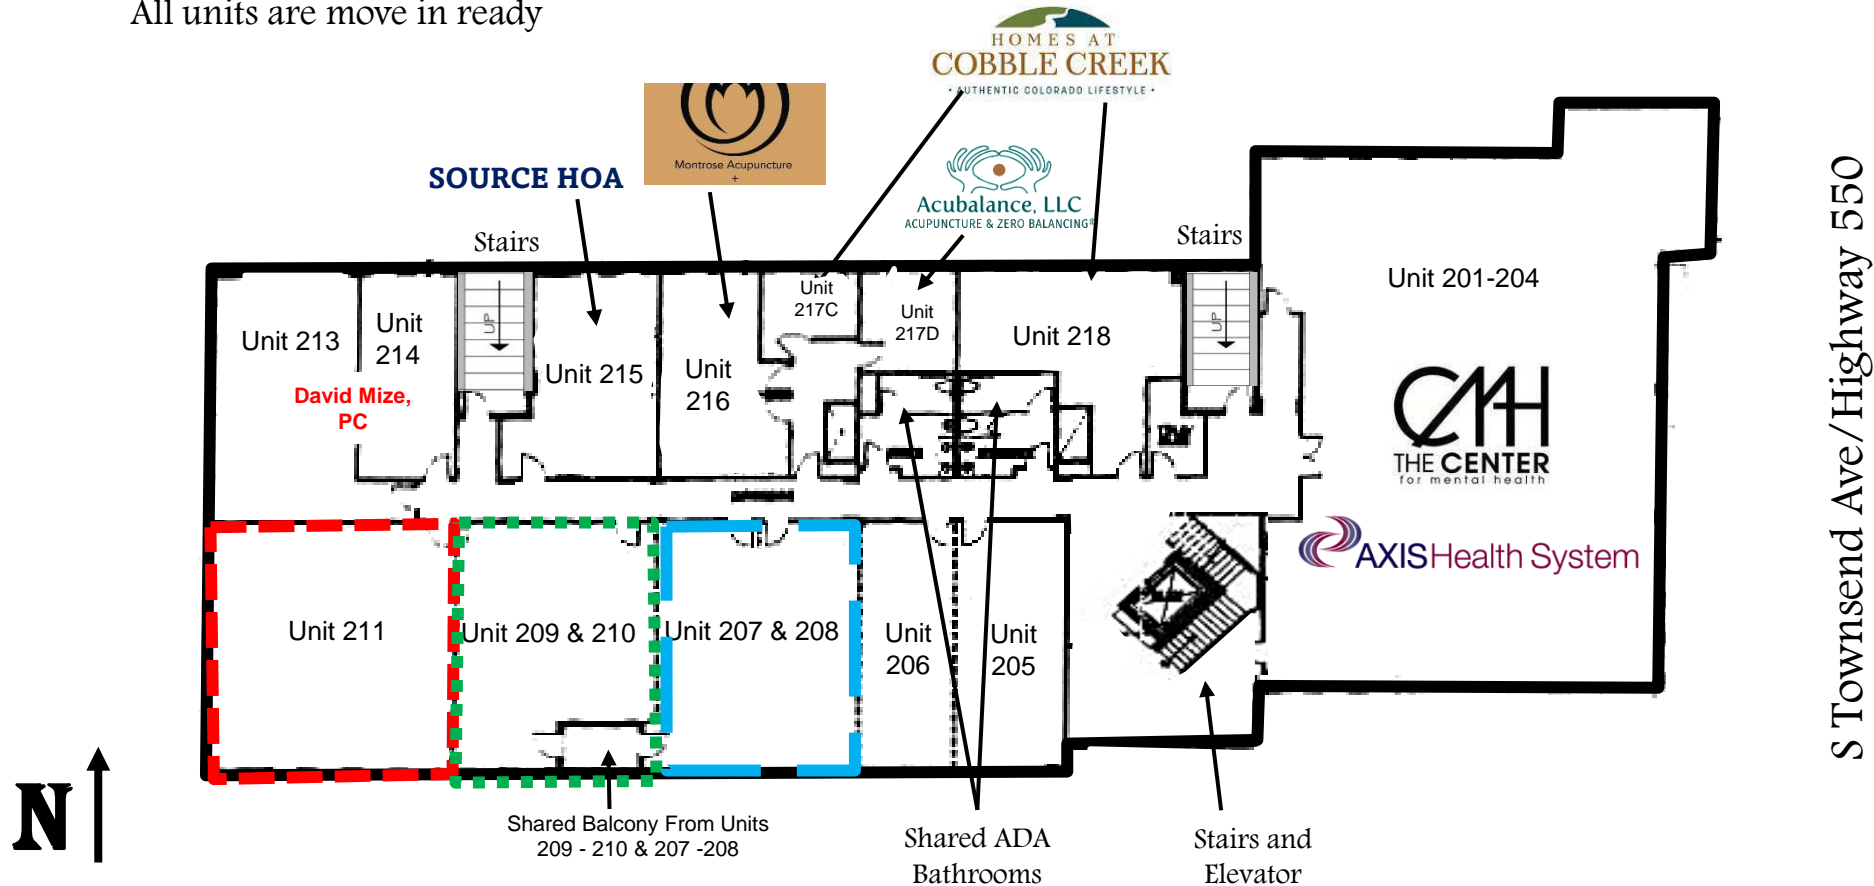 All units are move in ready
HOMES AT
COBBLE CREEK
• AUTHENTIC COLORADO LIFESTYLE •
Montrose Acupuncture
+
SOURCE HOA
Acubalance, LLC
ACUPUNCTURE & ZERO BALANCING®
Stairs
Stairs
Unit 201-204
Unit 213
Unit
214
UP
Unit 215
Unit
216
Unit
217C
Unit
217D
Unit 218
UP
David Mize,
PC
CMH
THE CENTER
for mental health
AXIS Health System
S Townsend Ave/Highway 550
Unit 211
Unit 209 & 210
Unit 207 & 208
Unit
206
Unit
205
N
Shared Balcony From Units
209 - 210 & 207 -208
Shared ADA
Bathrooms
Stairs and
Elevator